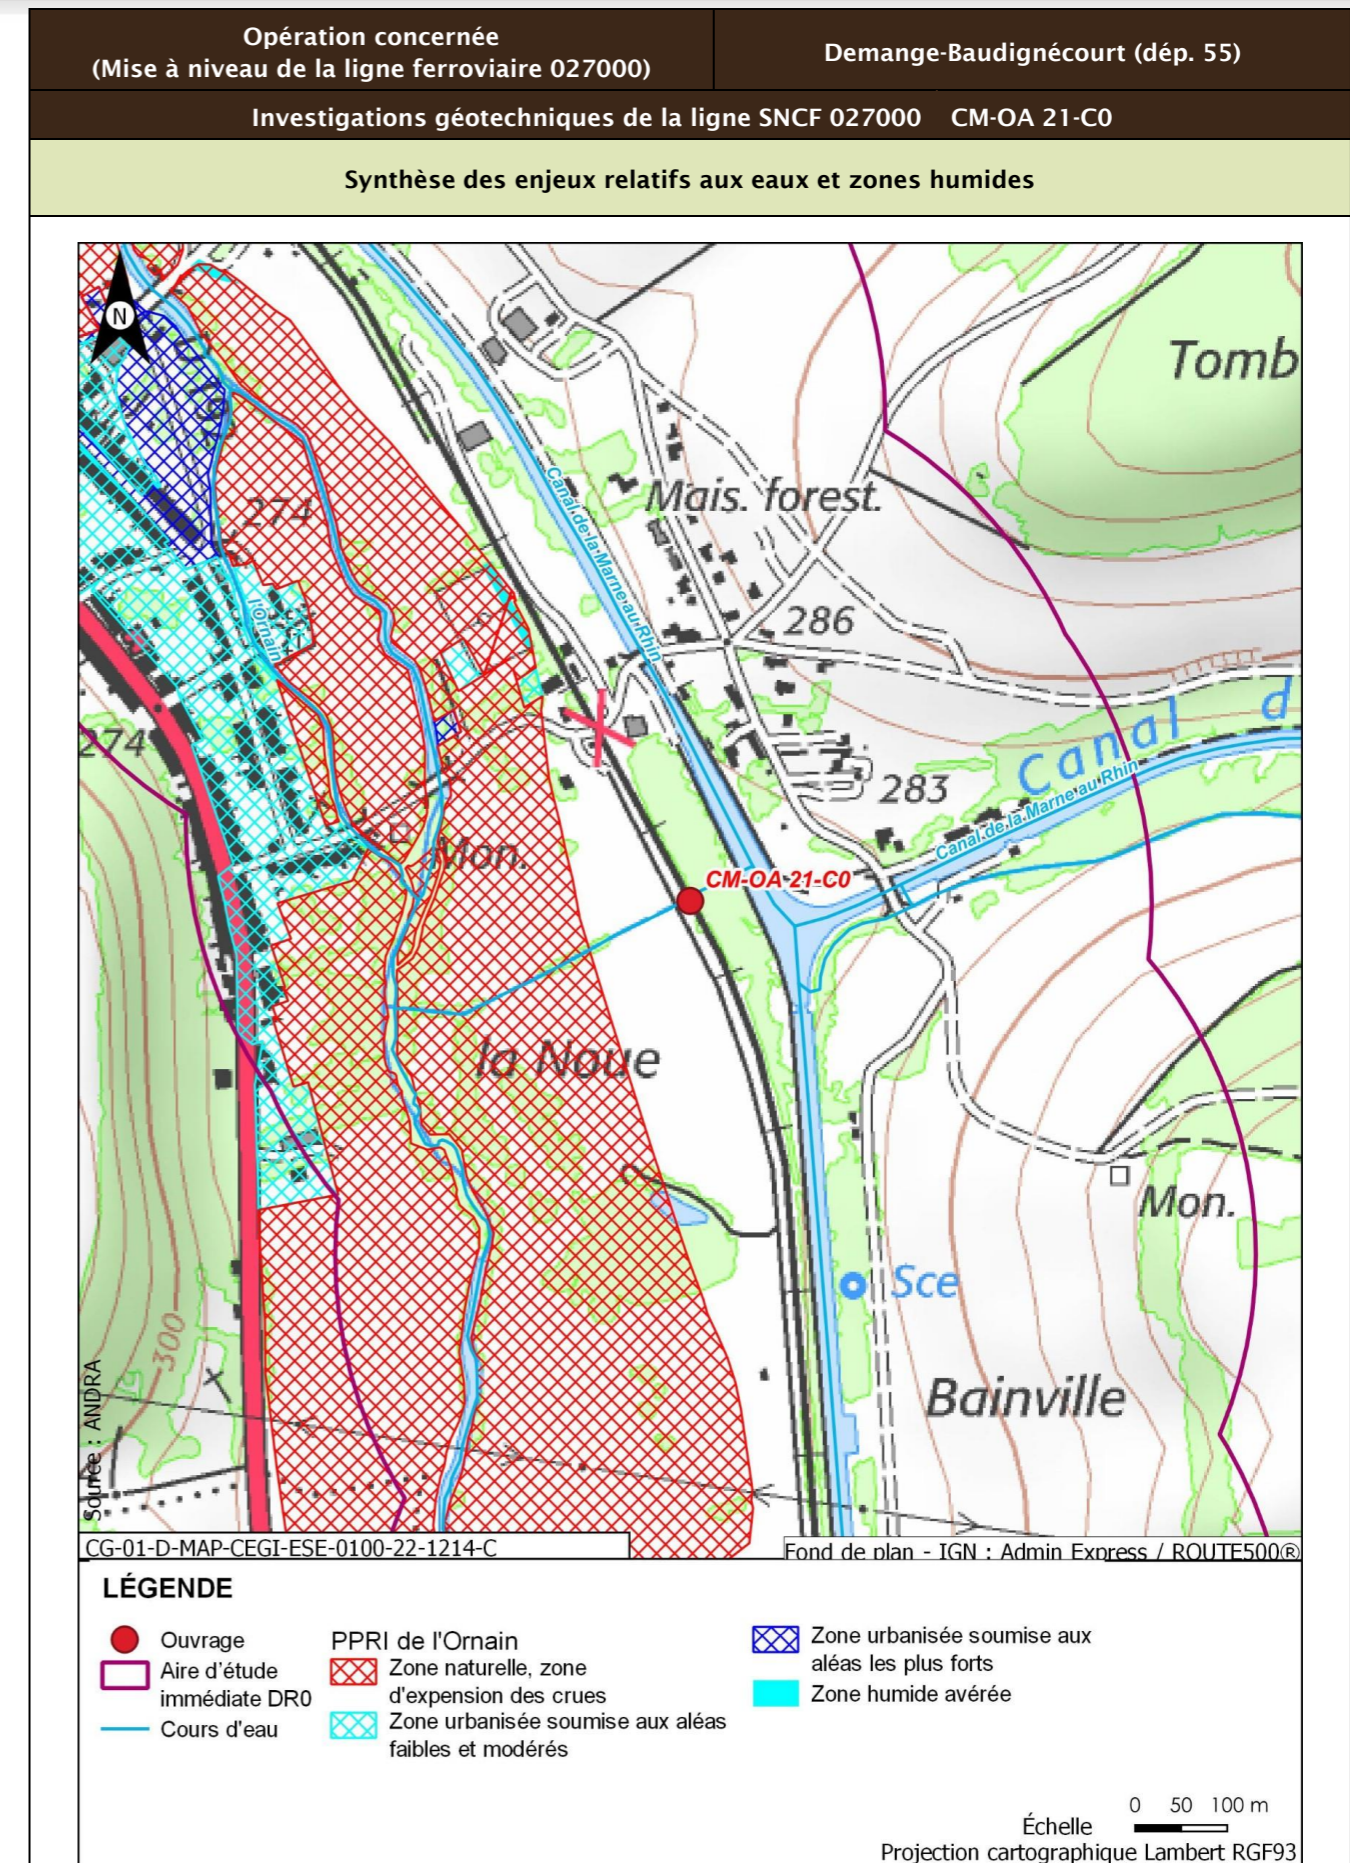 Opération concernée
(Mise à niveau de la ligne ferroviaire 027000)
Demange-Baudignécourt (dép. 55)
Investigations géotechniques de la ligne SNCF 027000 CM-OA 21-C0
Synthèse des enjeux relatifs aux eaux et zones humides
N
Tomb
Canal de la Marne au Rhin
Mais. forest.
274
l'Ornain
286
Canal d
274
283
Canal de la Marne au Rhin
Mon.
CM-OA 21-C0
la Noue
Mon.
Sce
300
Bainville
Source : ANDRA
CG-01-D-MAP-CEGI-ESE-0100-22-1214-C
Fond de plan - IGN : Admin Express / ROUTE500®
LÉGENDE
Ouvrage
Aire d'étude
immédiate DR0
Cours d'eau
PPRI de l'Ornain
Zone naturelle, zone
d'expension des crues
Zone urbanisée soumise aux aléas
faibles et modérés
Zone urbanisée soumise aux
aléas les plus forts
Zone humide avérée
0 50 100 m
Échelle
Projection cartographique Lambert RGF93